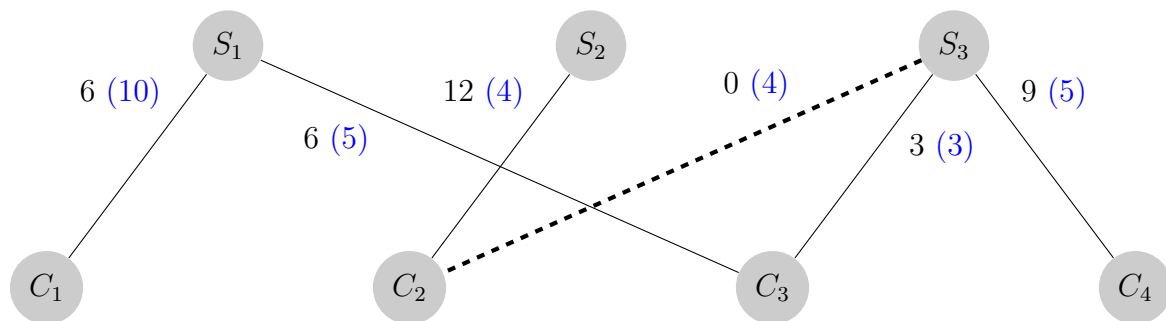 S₁ S₂ S₃
6 (10) 12 (4) 0 (4) 9 (5)
6 (5) 3 (3)
C₁ C₂ C₃ C₄